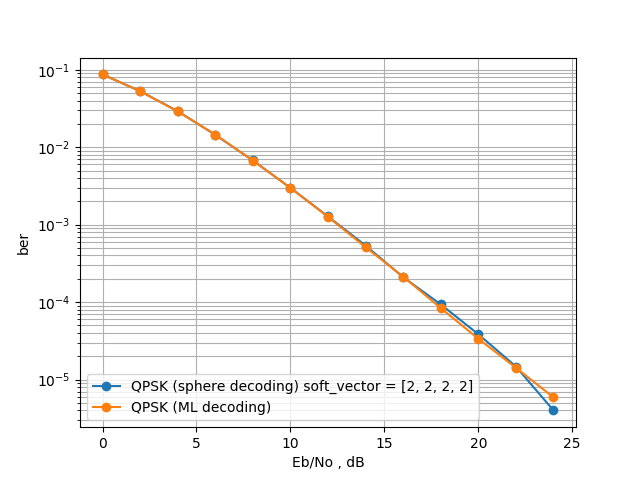 10⁻¹
10⁻²
10⁻³
10⁻⁴
10⁻⁵
ber
QPSK (sphere decoding) soft_vector = [2, 2, 2, 2]
QPSK (ML decoding)
0 5 10 15 20 25
Eb/No , dB